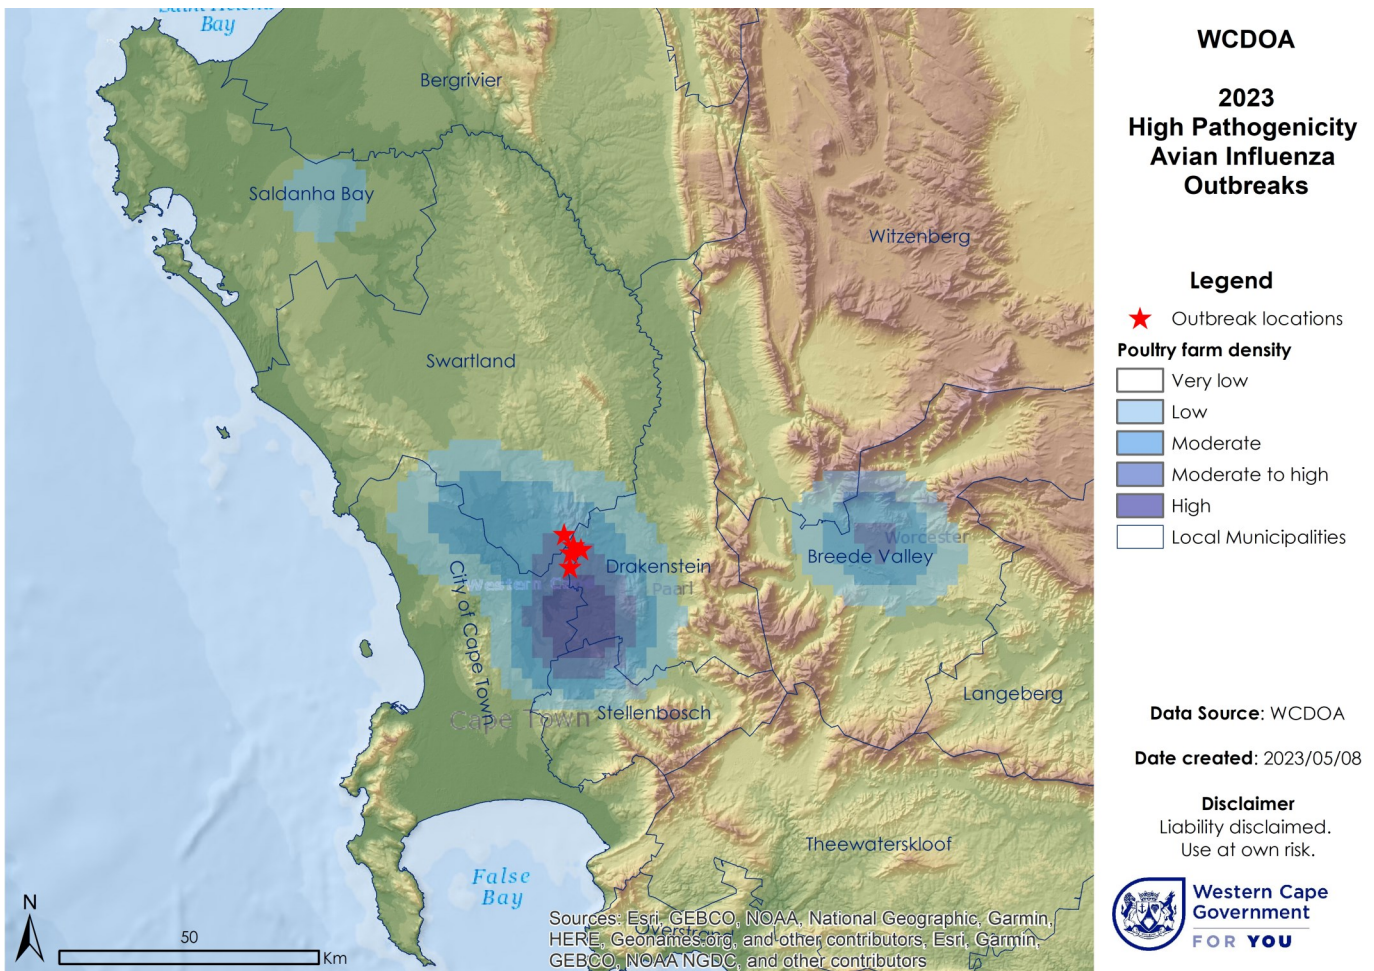 Saint Helena
Bay
Bergrivier
Saldanha Bay
Witzenberg
Swartland
Worcester
Breede Valley
Drakenstein
Western
Paarl
City of Cape Town
Cape Town
Stellenbosch
Langeberg
Theewaterskloof
False
Bay
Overstrand
N
50
Km
Sources: Esri, GEBCO, NOAA, National Geographic, Garmin,
HERE, Geonames.org, and other contributors, Esri, Garmin,
GEBCO, NOAA NGDC, and other contributors
WCDOA
2023
High Pathogenicity
Avian Influenza
Outbreaks
Legend
Outbreak locations
Poultry farm density
Very low
Low
Moderate
Moderate to high
High
Local Municipalities
Data Source: WCDOA
Date created: 2023/05/08
Disclaimer
Liability disclaimed.
Use at own risk.
Western Cape
Government
FOR YOU